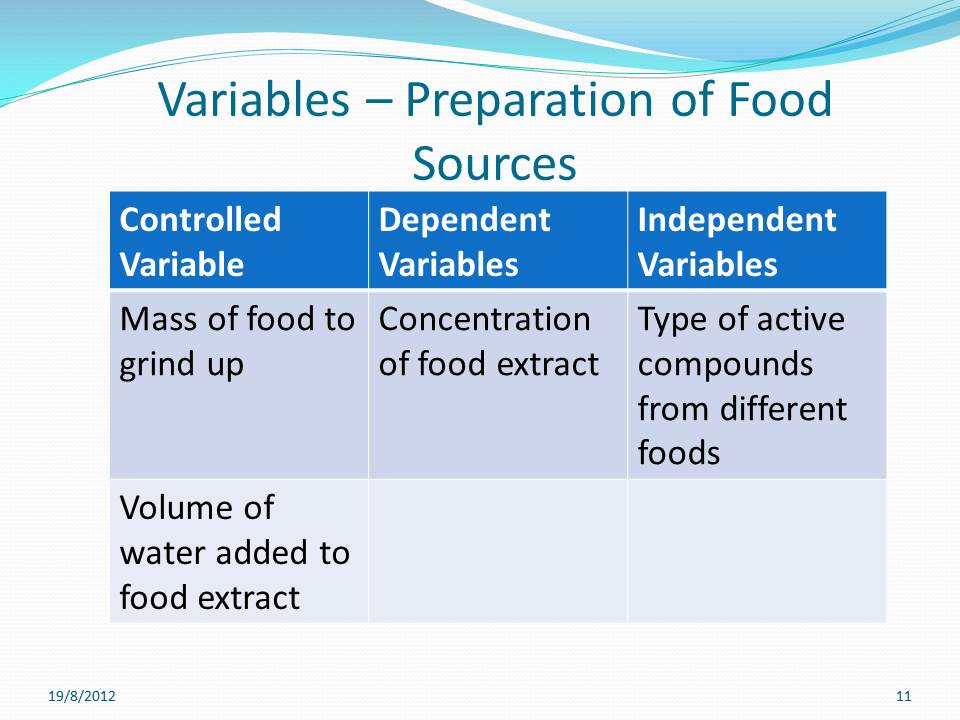 Variables – Preparation of Food
Sources
Controlled
Variable
Dependent
Variables
Independent
Variables
Mass of food to
grind up
Concentration
of food extract
Type of active
compounds
from different
foods
Volume of
water added to
food extract
19/8/2012
11